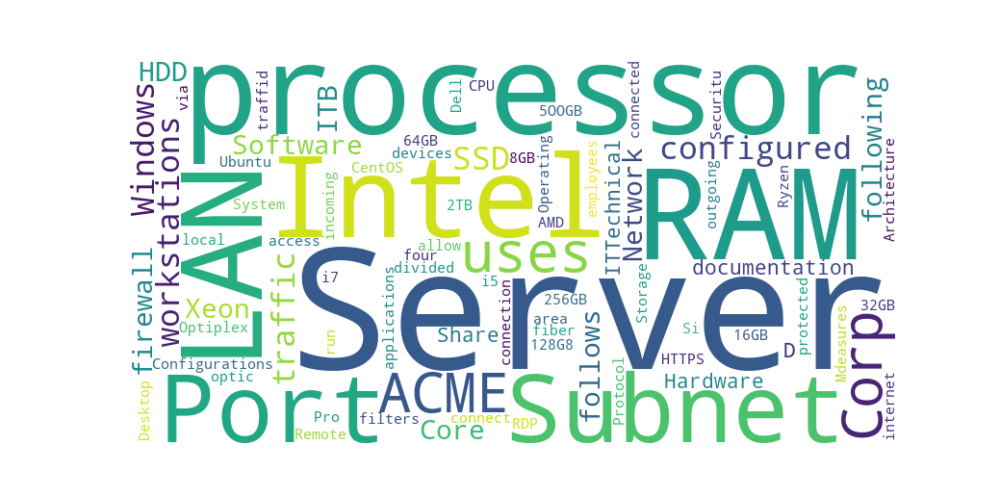 processor
HDD
via
traffid
ITB
Dell
CPU
500GB
connected
Securitu
Windows
workstations
Software
Ubuntu
64GB
devices
CentOS
SSD
8GB
Operating
employees
Network
configured
following
Architecture
Intel
LAN
System
incoming
2TB
AMD
ITTechnical
RAM
outgoing
Ryzen
local
access
allow
uses
four
divided
documentation
firewall
traffic
i7
applications
i5
Server
256GB
area
fiber
128G8
Storage
Si
16GB
protected
32GB
Xeon
Optiplex
run
Share
connection
follows
HTTPS
D
Mdeasures
Corp
Configurations
optic
Hardware
Protocol
internet
Desktop
Port
Pro
Remote
ACME
filters
Core
connect
RDP
Subnet